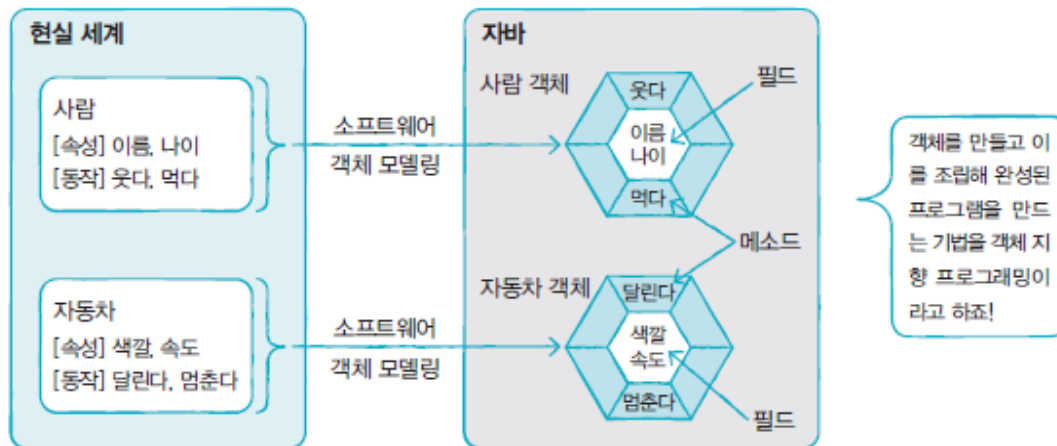 현실 세계
사람
[속성] 이름, 나이
[동작] 웃다, 먹다
자동차
[속성] 색깔, 속도
[동작] 달린다, 멈춘다
소프트웨어
객체 모델링
소프트웨어
객체 모델링
자바
사람 객체
웃다
이름
나이
먹다
필드
메소드
자동차 객체
달린다
색깔
속도
멈춘다
필드
객체를 만들고 이
를 조립해 완성된
프로그램을 만드
는 기법을 객체 지
향 프로그래밍이
라고 하죠!